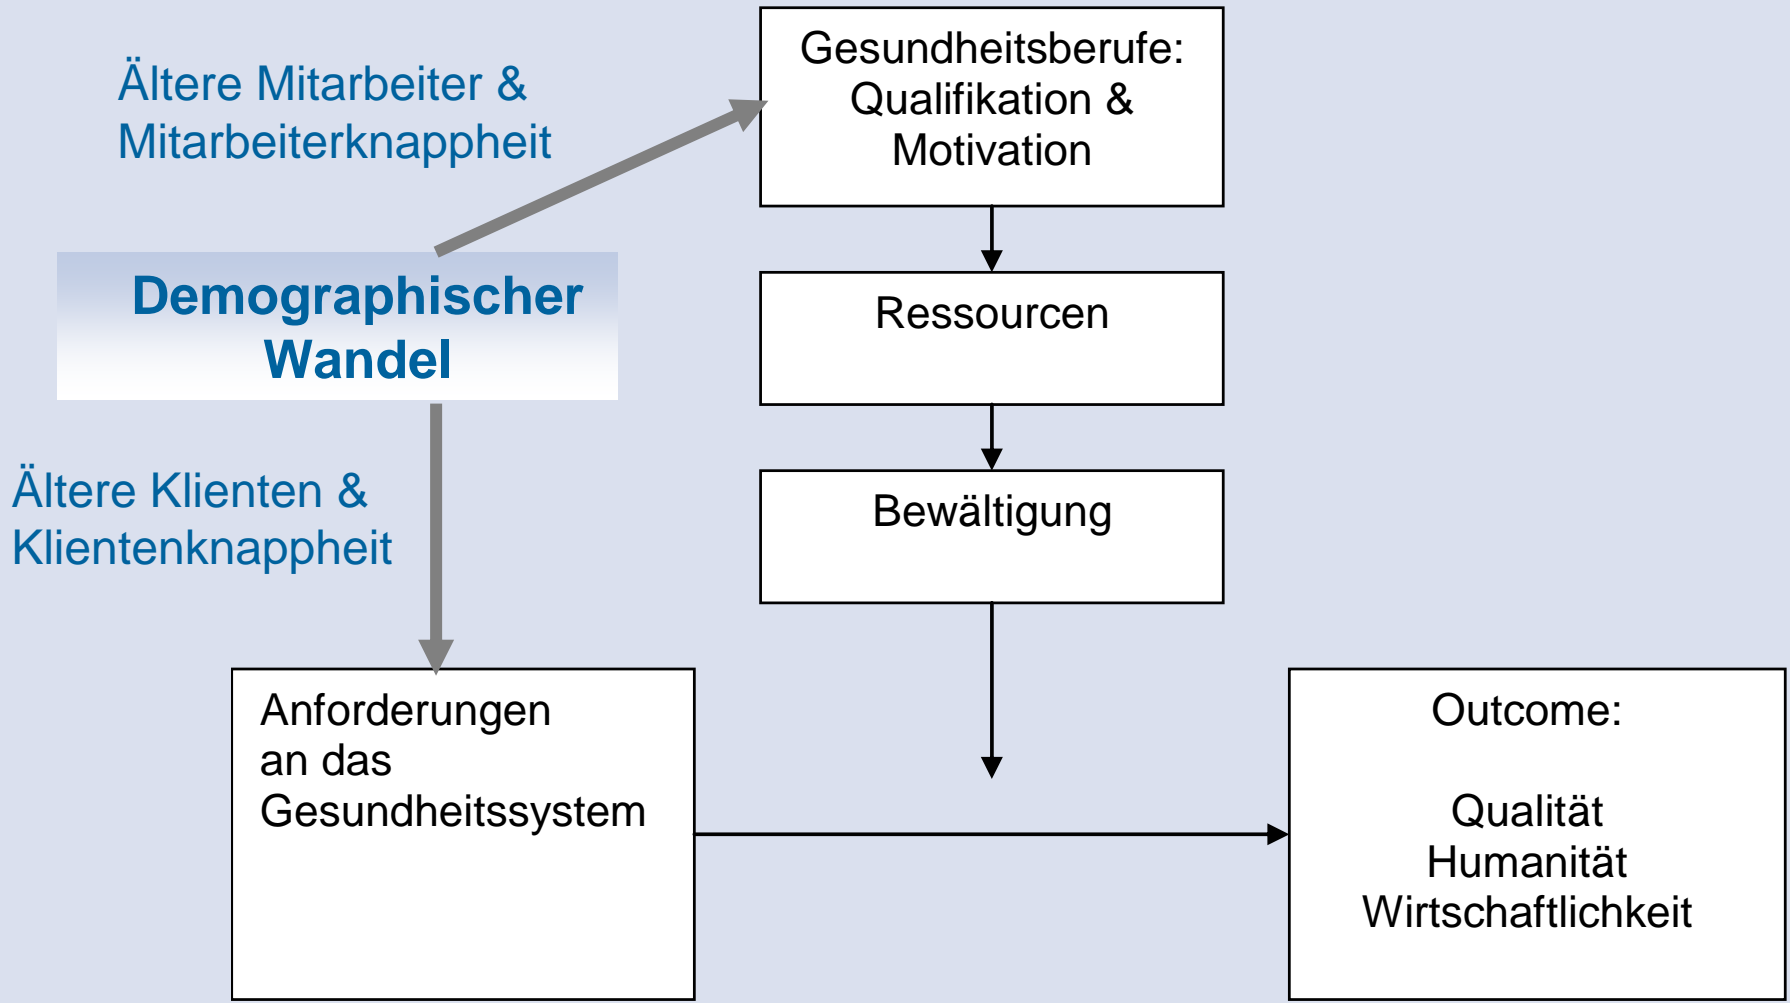 Gesundheitsberufe:
Qualifikation &
Motivation
Ältere Mitarbeiter &
Mitarbeiterknappheit
Demographischer
Wandel
Ressourcen
Ältere Klienten &
Klientenknappheit
Bewältigung
Anforderungen
an das
Gesundheitssystem
Outcome:
Qualität
Humanität
Wirtschaftlichkeit